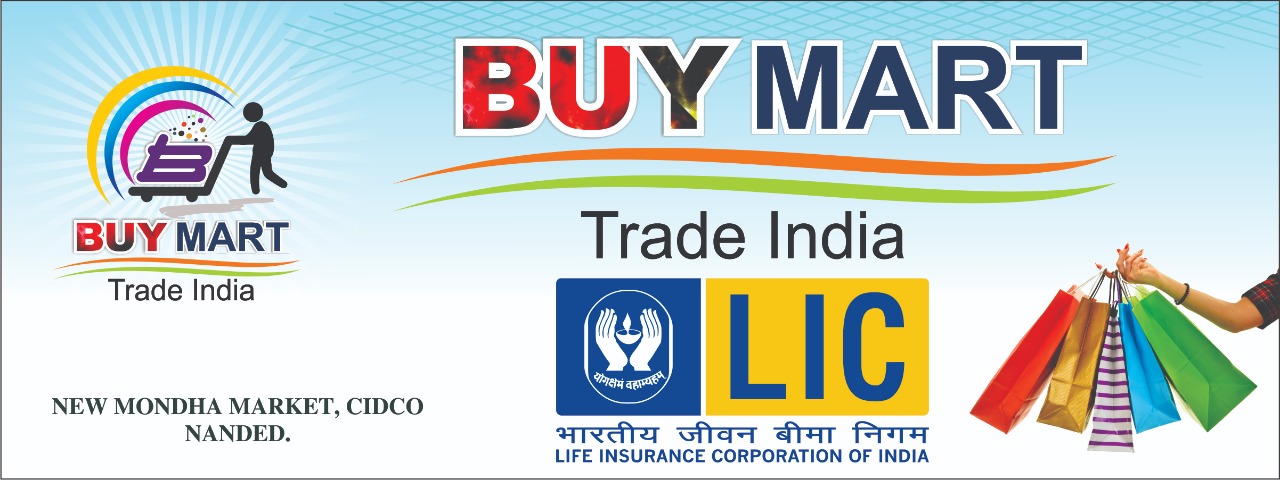 BUY MART
Trade India
BUY MART
Trade India
NEW MONDHA MARKET, CIDCO
NANDED.
योगक्षेमं वहाम्यहम्
LIC
भारतीय जीवन बीमा निगम
LIFE INSURANCE CORPORATION OF INDIA